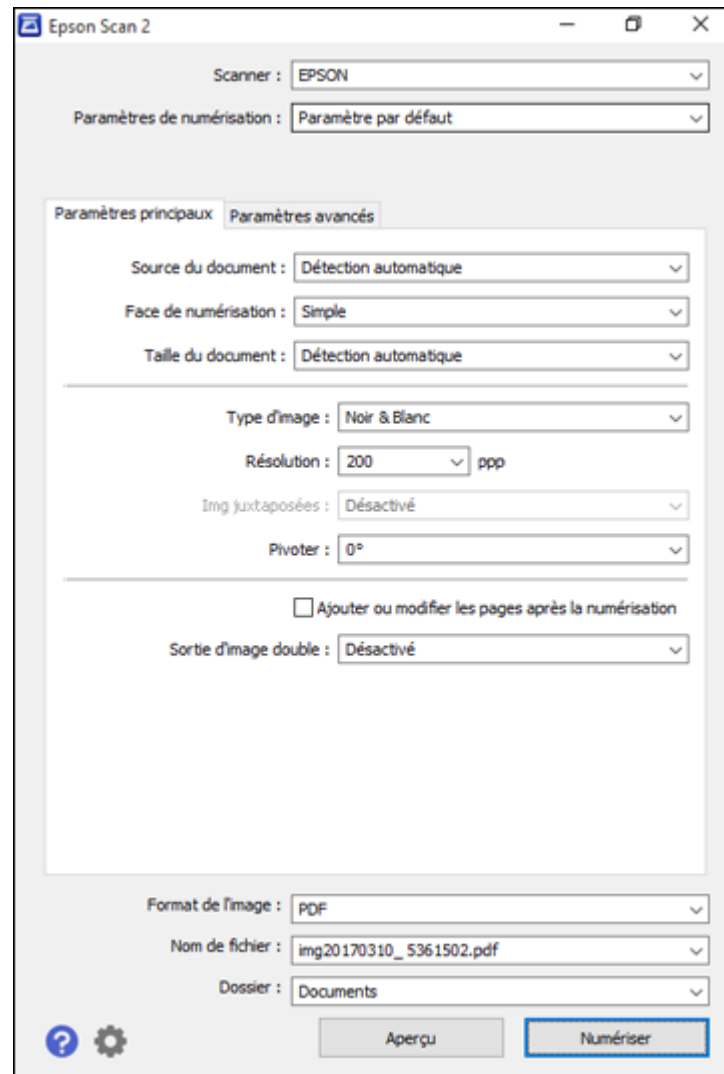 Epson Scan 2
Scanner : EPSON
Paramètres de numérisation : Paramètre par défaut
Paramètres principaux Paramètres avancés
Source du document : Détection automatique
Face de numérisation : Simple
Taille du document : Détection automatique
Type d'image : Noir & Blanc
Résolution : 200 ppp
Img juxtaposées : Désactivé
Pivoter : 0°
Ajouter ou modifier les pages après la numérisation
Sortie d'image double : Désactivé
Format de l'image : PDF
Nom de fichier : img20170310_ 5361502.pdf
Dossier : Documents
? Aperçu Numériser